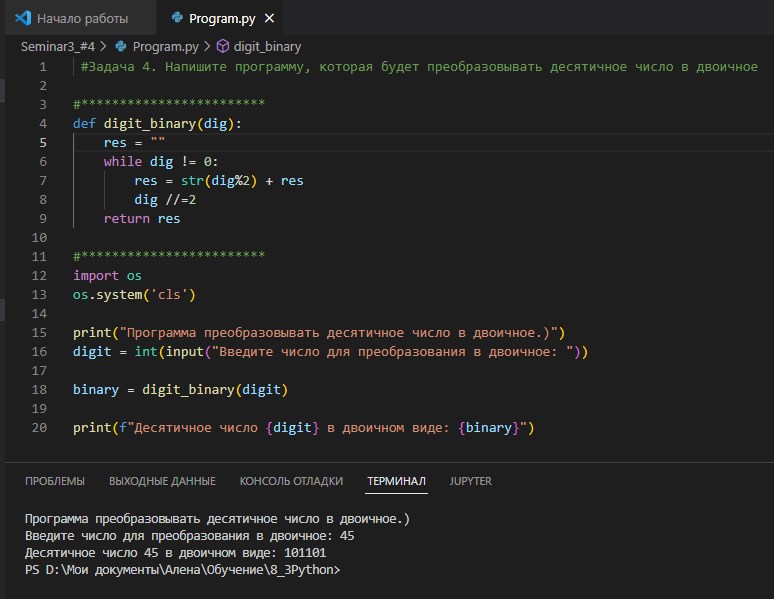 Начало работы Program.py
Seminar3_#4 > Program.py > digit_binary
1 #Задача 4. Напишите программу, которая будет преобразовывать десятичное число в двоичное
2
3 #************************
4 def digit_binary(dig):
5     res = ""
6     while dig != 0:
7         res = str(dig%2) + res
8         dig //=2
9     return res
10
11 #************************
12 import os
13 os.system('cls')
14
15 print("Программа преобразовывать десятичное число в двоичное.)")
16 digit = int(input("Введите число для преобразования в двоичное: "))
17
18 binary = digit_binary(digit)
19
20 print(f"Десятичное число {digit} в двоичном виде: {binary}")
ПРОБЛЕМЫ ВЫХОДНЫЕ ДАННЫЕ КОНСОЛЬ ОТЛАДКИ ТЕРМИНАЛ JUPYTER
Программа преобразовывать десятичное число в двоичное.)
Введите число для преобразования в двоичное: 45
Десятичное число 45 в двоичном виде: 101101
PS D:\Мои документы\Алена\Обучение\8_3Python>